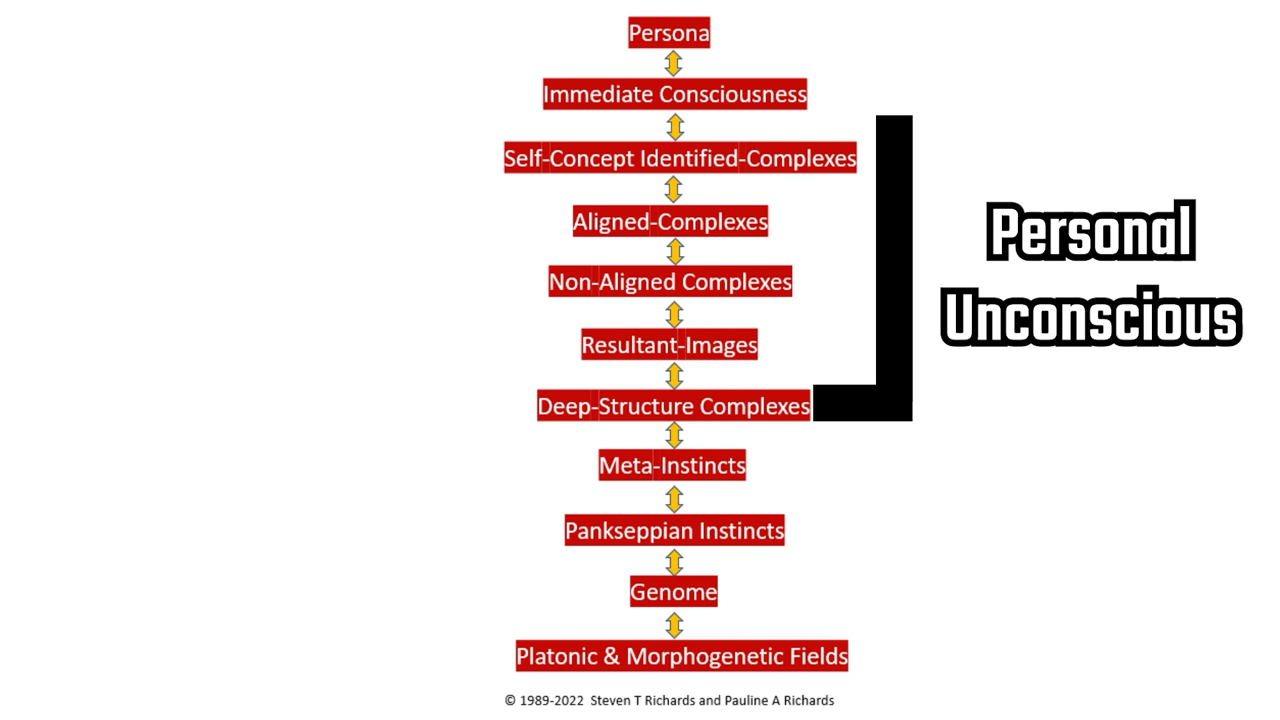 Persona
Immediate Consciousness
Self-Concept Identified-Complexes
Aligned-Complexes
Non-Aligned Complexes
Resultant-Images
Deep-Structure Complexes
Meta-Instincts
Pankseppian Instincts
Genome
Platonic & Morphogenetic Fields
Personal
Unconscious
© 1989-2022 Steven T Richards and Pauline A Richards